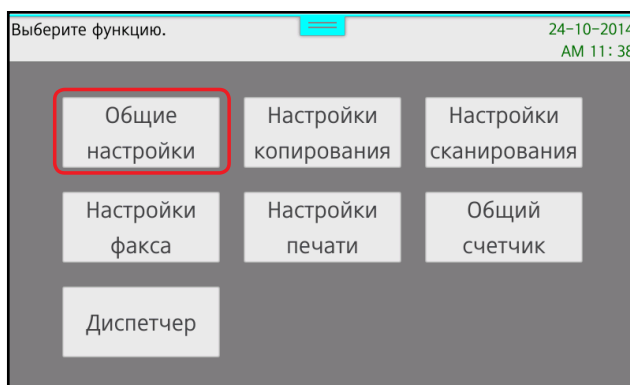 Выберите функцию.
24-10-2014
AM 11:38
Общие
настройки
Настройки
копирования
Настройки
сканирования
Настройки
факса
Настройки
печати
Общий
счетчик
Диспетчер